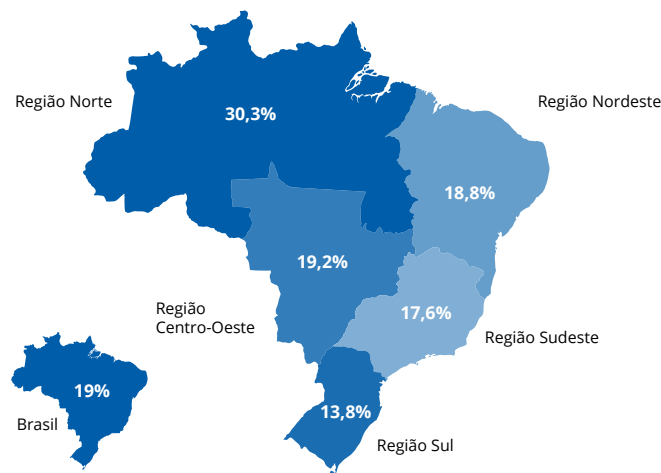 Região Norte
30,3%
Região Nordeste
18,8%
19,2%
Região
Centro-Oeste
17,6%
Região Sudeste
19%
Brasil
13,8%
Região Sul